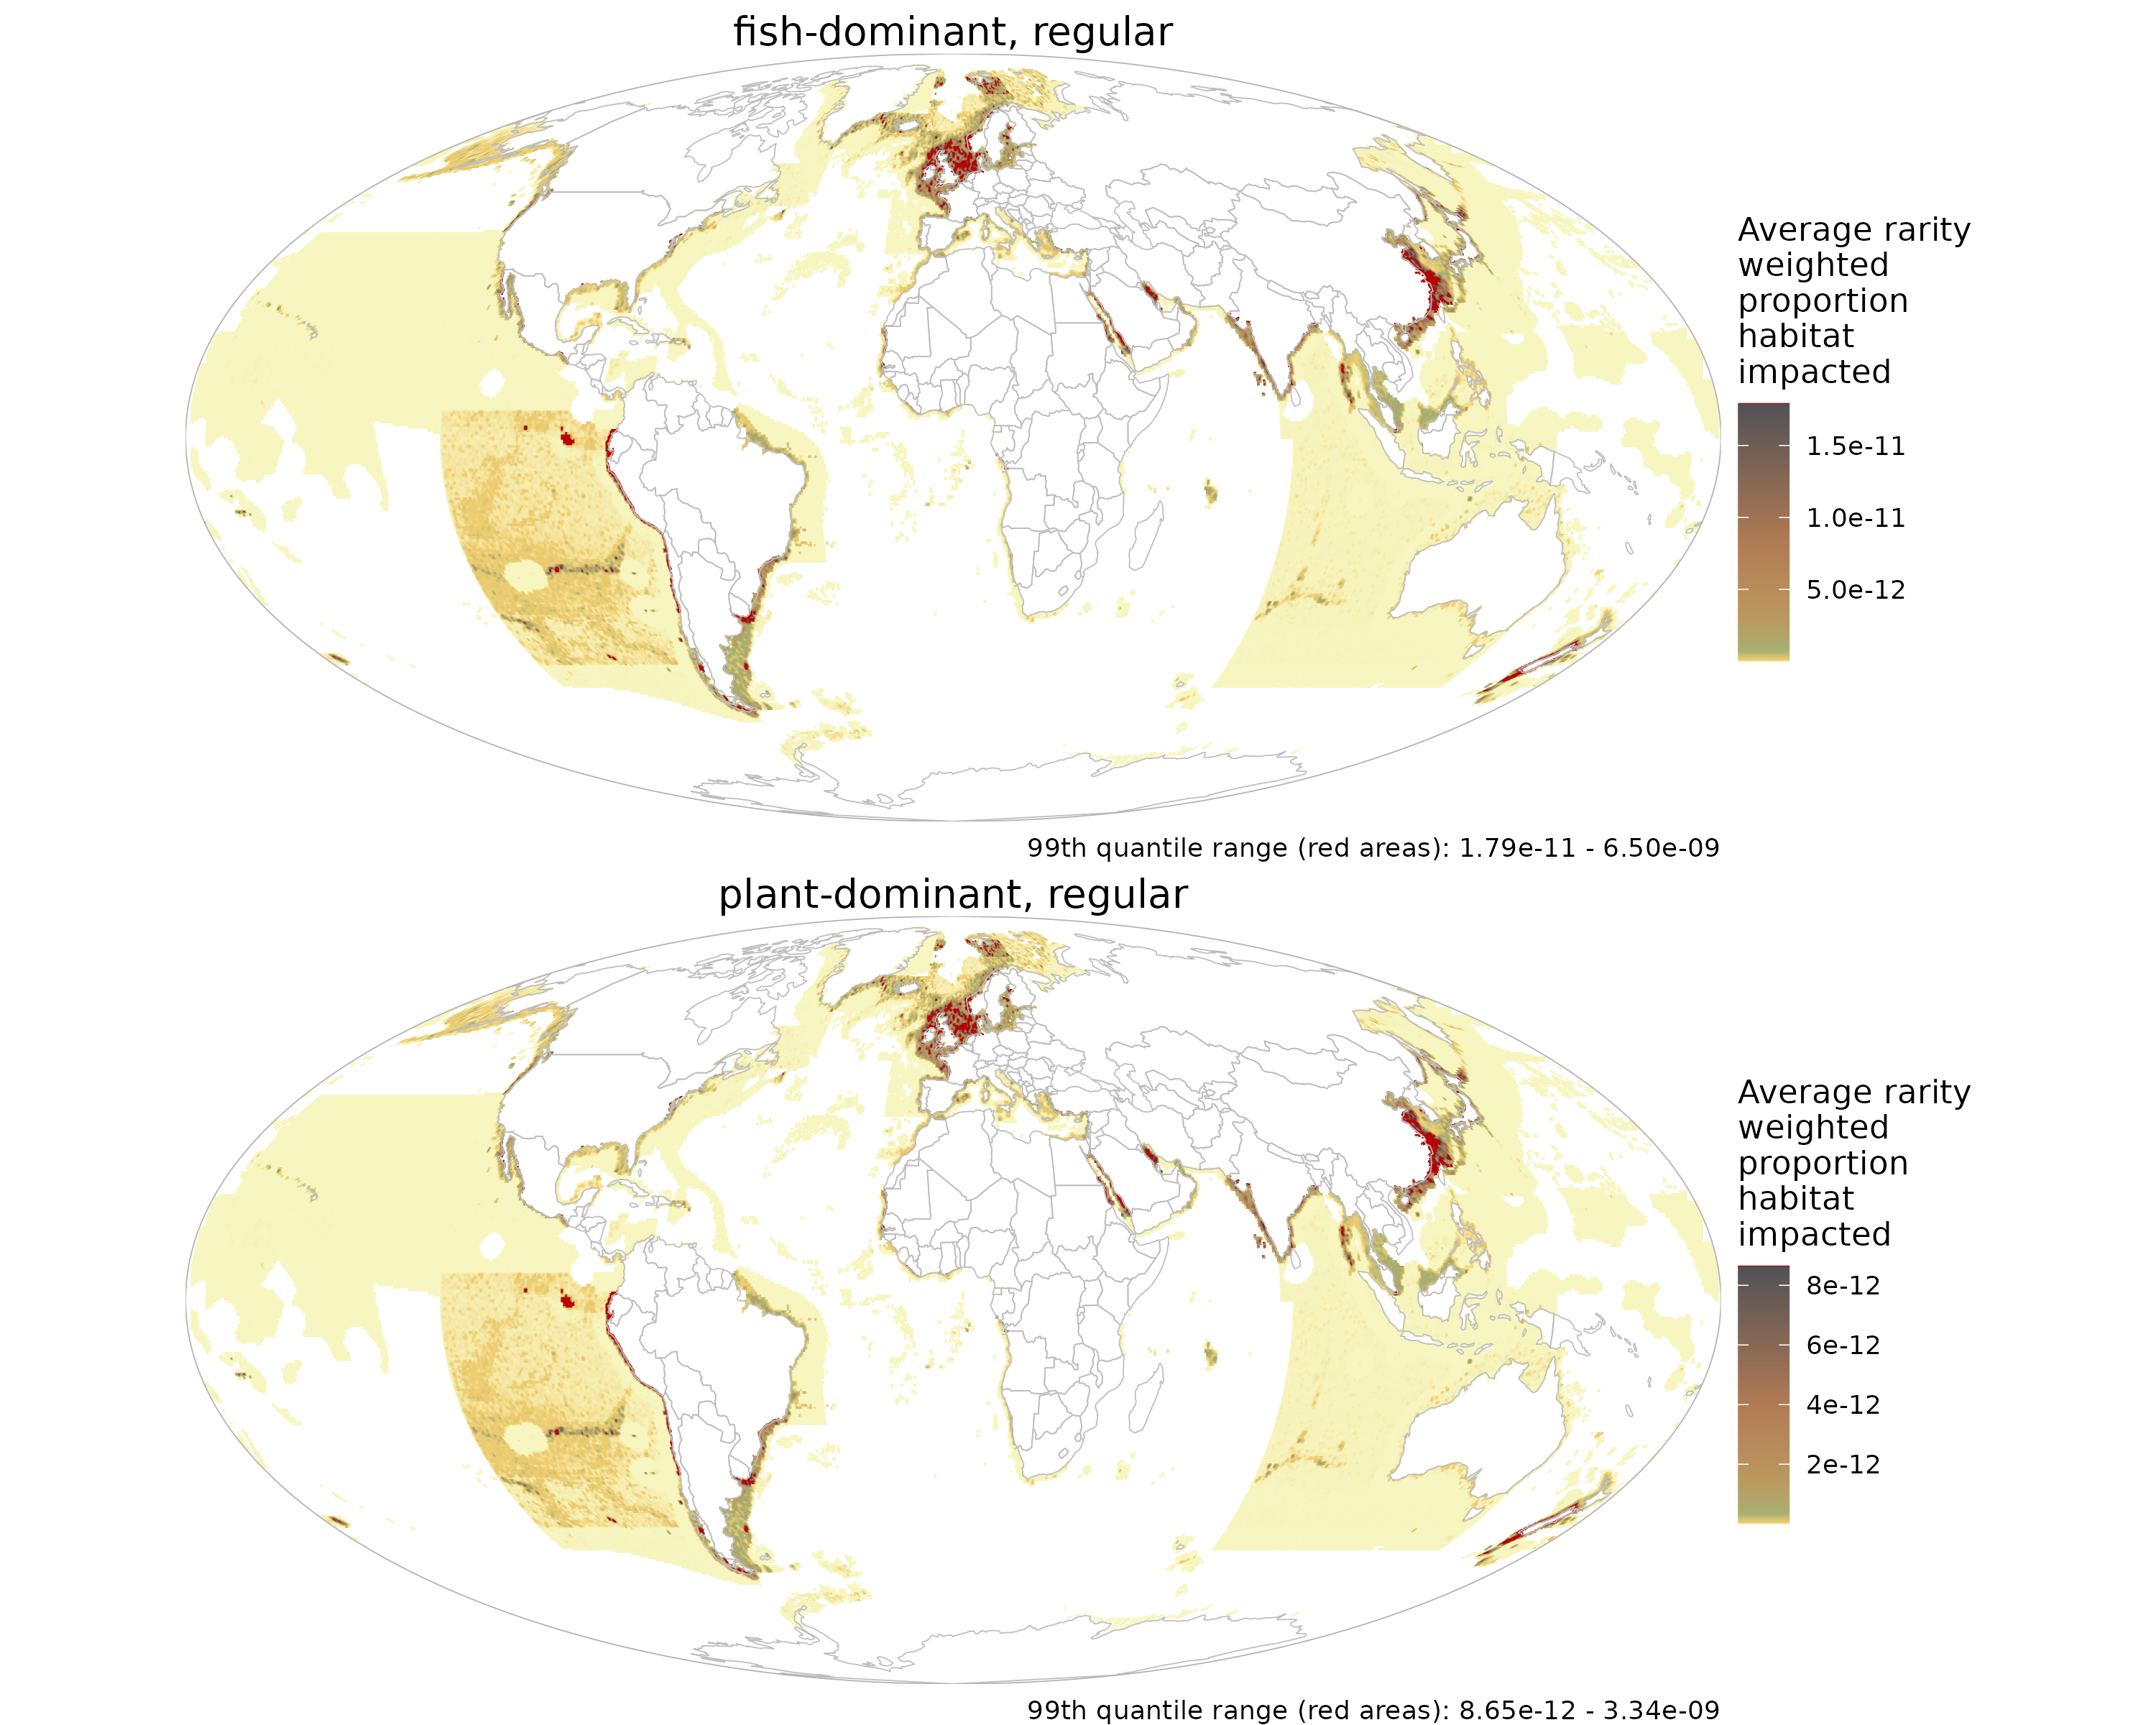 fish-dominant, regular
Average rarity
weighted
proportion
habitat
impacted
1.5e-11
1.0e-11
5.0e-12
99th quantile range (red areas): 1.79e-11 - 6.50e-09
plant-dominant, regular
Average rarity
weighted
proportion
habitat
impacted
8e-12
6e-12
4e-12
2e-12
99th quantile range (red areas): 8.65e-12 - 3.34e-09